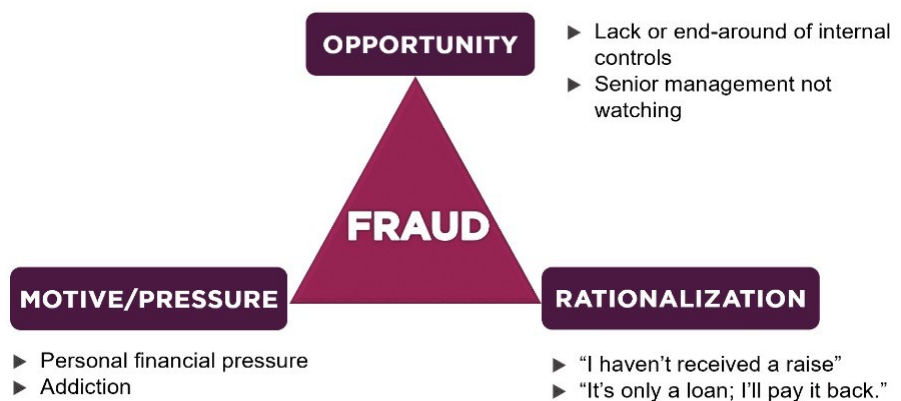 OPPORTUNITY
▶ Lack or end-around of internal
controls
▶ Senior management not
watching
FRAUD
MOTIVE/PRESSURE
▶ Personal financial pressure
▶ Addiction
RATIONALIZATION
▶ “I haven’t received a raise”
▶ “It’s only a loan; I’ll pay it back.”